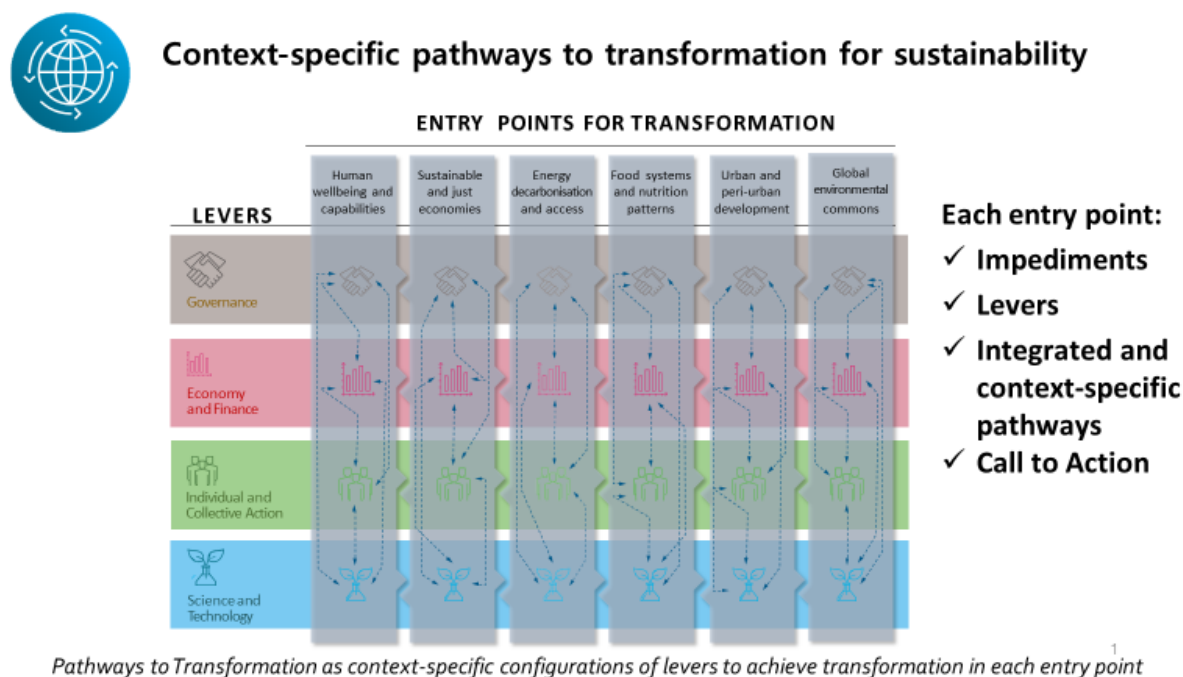 Context-specific pathways to transformation for sustainability
ENTRY POINTS FOR TRANSFORMATION
LEVERS
Human
wellbeing and
capabilities
Sustainable
and just
economies
Energy
decarbonisation
and access
Food systems
and nutrition
patterns
Urban and
peri-urban
development
Global
environmental
commons
Governance
Economy
and Finance
Individual and
Collective Action
Science and
Technology
Each entry point:
✓ Impediments
✓ Levers
✓ Integrated and
context-specific
pathways
✓ Call to Action
1
Pathways to Transformation as context-specific configurations of levers to achieve transformation in each entry point